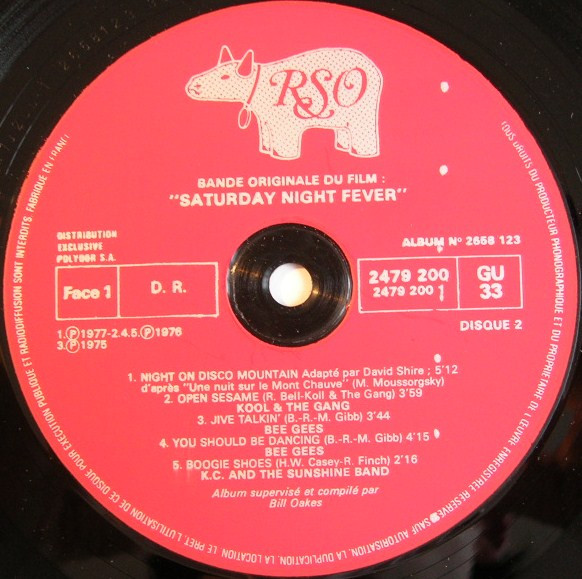 RSO
BANDE ORIGINALE DU FILM :
"SATURDAY NIGHT FEVER"
DISTRIBUTION
EXCLUSIVE
POLYDOR S.A.
ALBUM N° 2658 123
Face 1
D. R.
2479 200
2479 200 1
GU
33
1.Ⓟ1977-2.4.5.Ⓟ1976
3.Ⓟ1975
DISQUE 2
1. NIGHT ON DISCO MOUNTAIN Adapté par David Shire ; 5'12
d'après "Une nuit sur le Mont Chauve" (M. Moussorgsky)
2. OPEN SESAME (R. Bell-Koll & The Gang) 3'59
KOOL & THE GANG
3. JIVE TALKIN' (B.-R.-M. Gibb) 3'44
BEE GEES
4. YOU SHOULD BE DANCING (B.-R.-M. Gibb) 4'15
BEE GEES
5. BOOGIE SHOES (H.W. Casey-R. Finch) 2'16
K.C. AND THE SUNSHINE BAND
Album supervisé et compilé par
Bill Oakes
TOUS DROITS DU PRODUCTEUR PHONOGRAPHIQUE ET DU PROPRIETAIRE DE L'ŒUVRE ENREGISTREE RESERVES SAUF AUTORISATION, LA DUPLICATION, LA LOCATION, LE PRET, L'UTILISATION DE CE DISQUE POUR EXECUTION PUBLIQUE ET RADIODIFFUSION SONT INTERDITS. FABRIQUE EN FRANCE